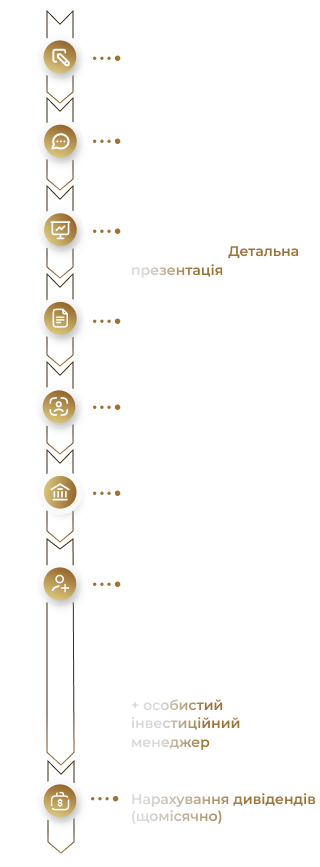 Детальна
презентація
+ особистий
інвестиційний
менеджер
Нарахування дивідендів
(щомісячно)